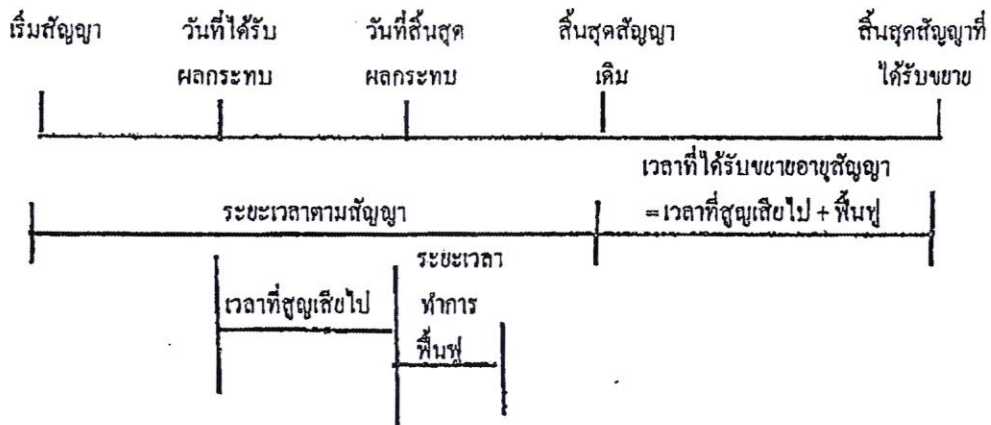 เริ่มสัญญา วันที่ได้รับ วันที่สิ้นสุด สิ้นสุดสัญญา สิ้นสุดสัญญาที่
ผลกระทบ ผลกระทบ เดิม ได้รับขยาย
เวลาที่ได้รับขยายอายุสัญญา
ระยะเวลาตามสัญญา = เวลาที่สูญเสียไป + ฟื้นฟู
ระยะเวลา
เวลาที่สูญเสียไป ทำการ
ฟื้นฟู